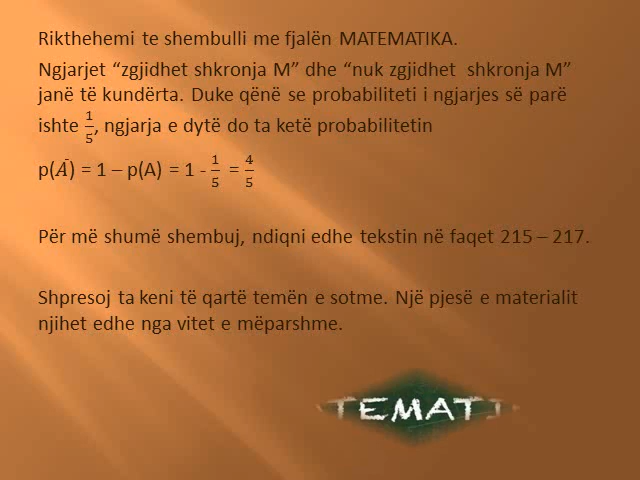 Rikthehemi te shembulli me fjalën MATEMATIKA.
Ngjarjet “zgjidhet shkronja M” dhe “nuk zgjidhet shkronja M”
janë të kundërta. Duke qënë se probabiliteti i ngjarjes së parë
ishte 1/5, ngjarja e dytë do ta ketë probabilitetin
p(Ā) = 1 – p(A) = 1 - 1/5 = 4/5
Për më shumë shembuj, ndiqni edhe tekstin në faqet 215 – 217.
Shpresoj ta keni të qartë temën e sotme. Një pjesë e materialit
njihet edhe nga vitet e mëparshme.
TEMATI